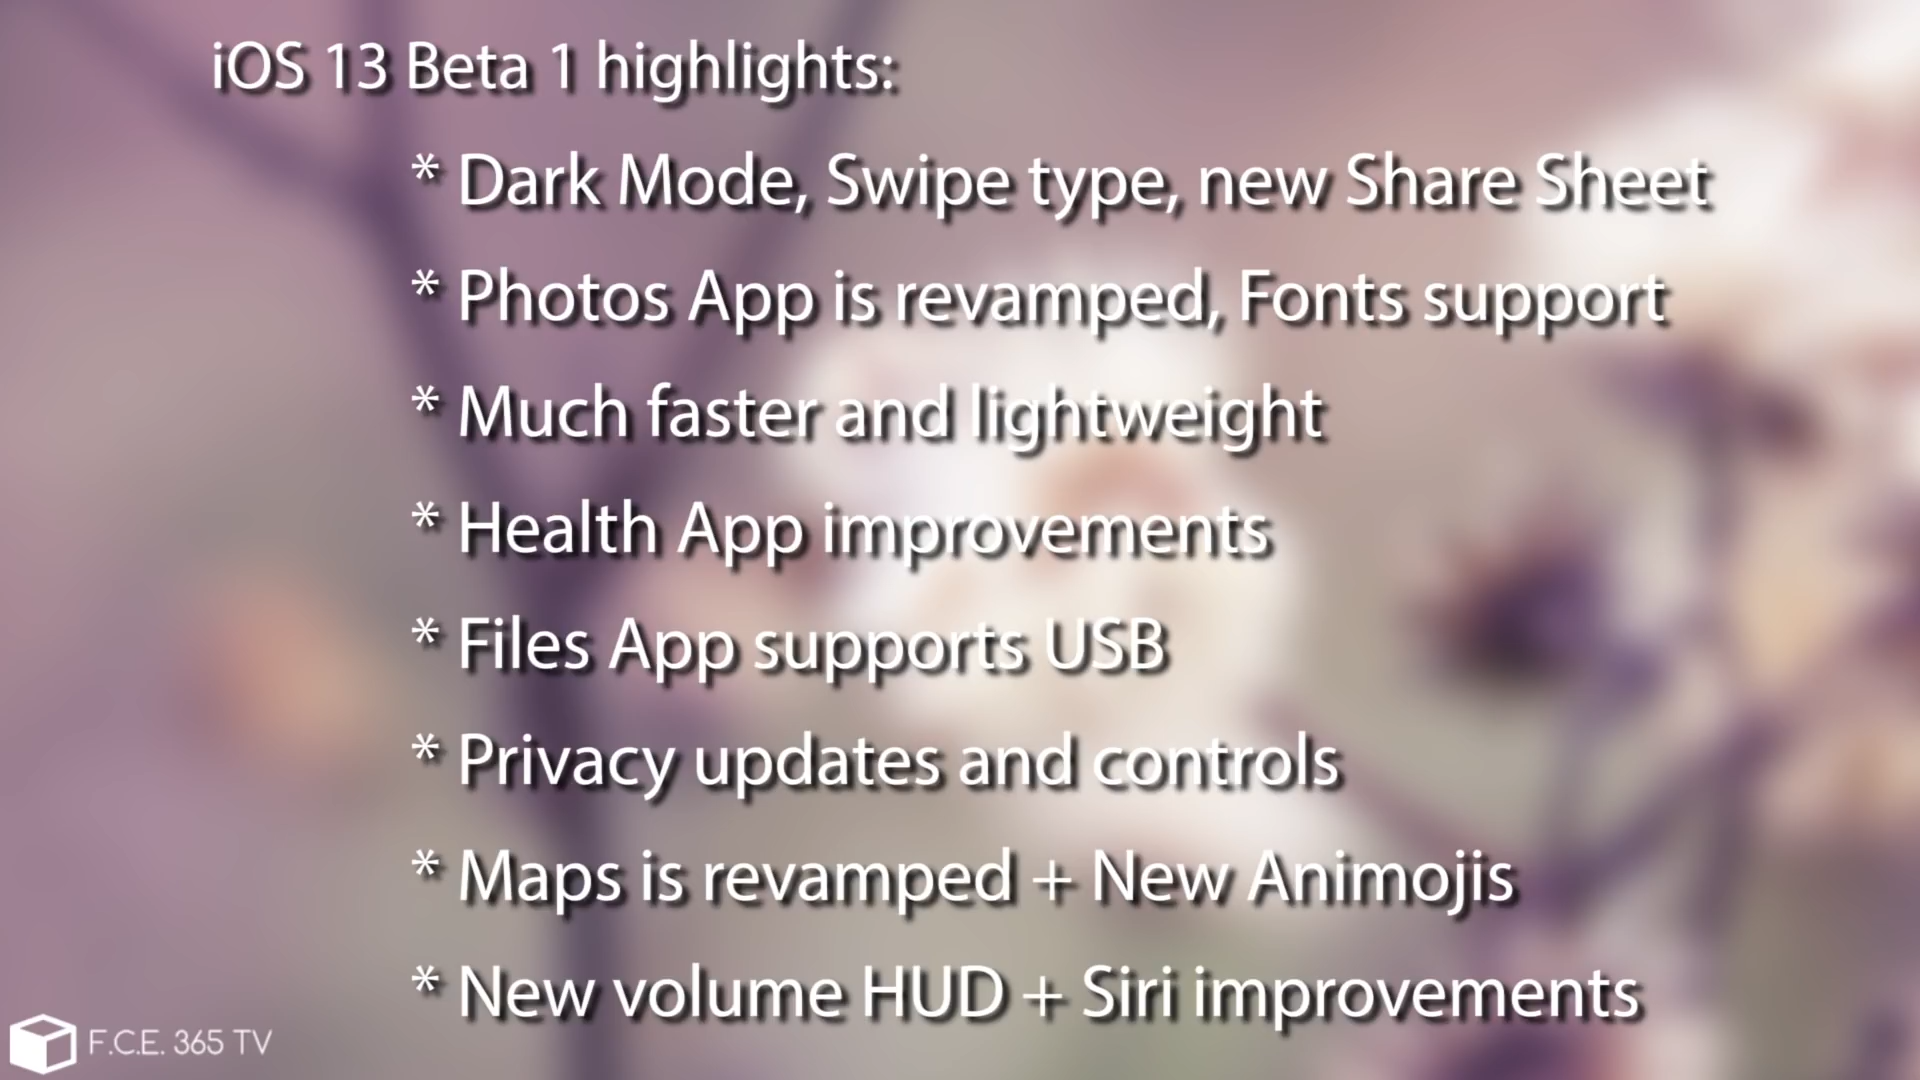 iOS 13 Beta 1 highlights:
* Dark Mode, Swipe type, new Share Sheet
* Photos App is revamped, Fonts support
* Much faster and lightweight
* Health App improvements
* Files App supports USB
* Privacy updates and controls
* Maps is revamped + New Animojis
* New volume HUD + Siri improvements
F.C.E. 365 TV